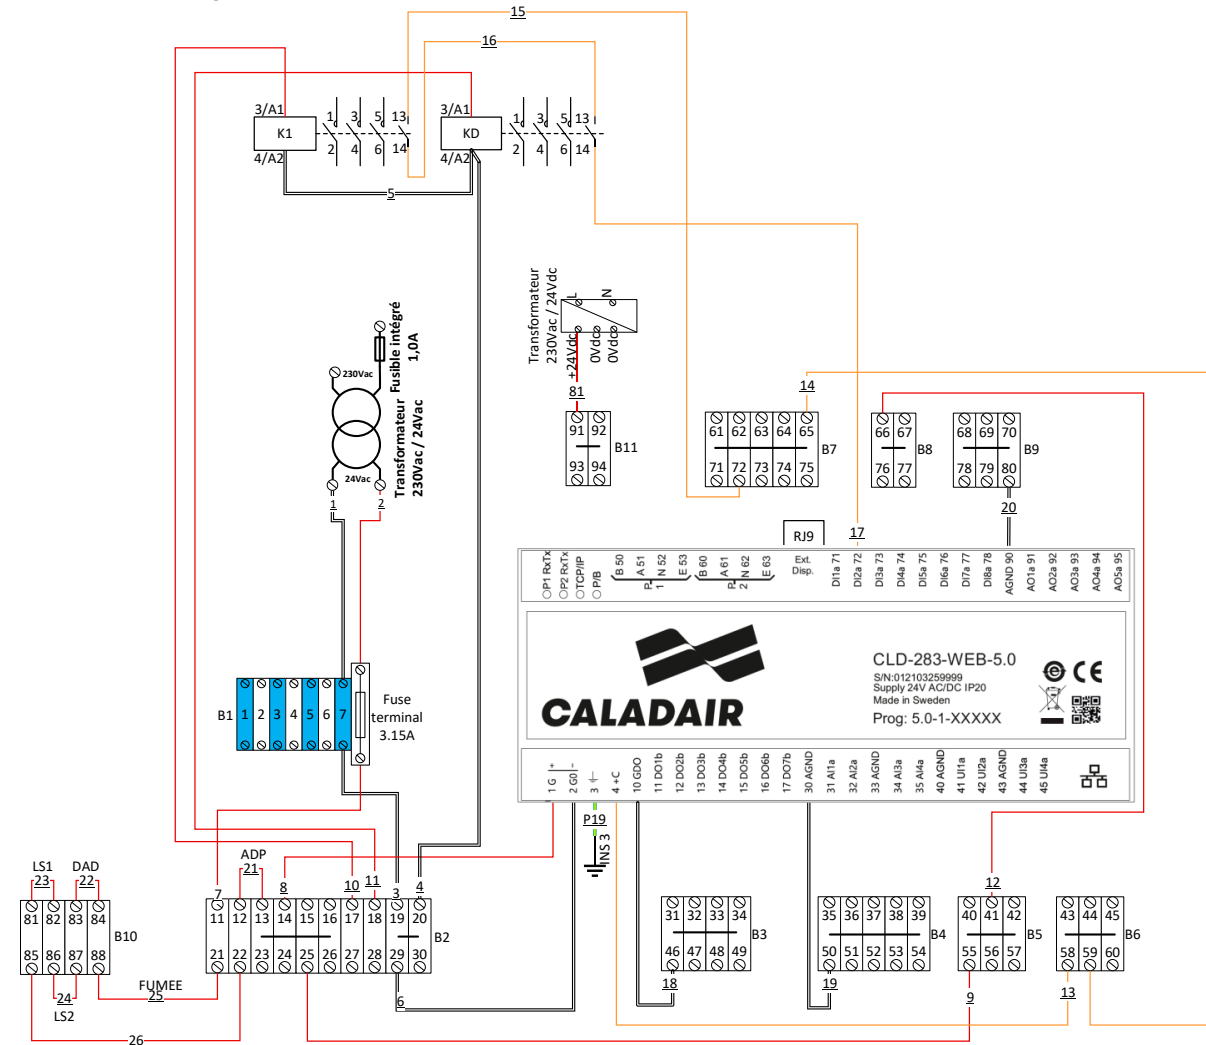 15
16
3/A1
K1
4/A2
1 3 5 13
2 4 6 14
3/A1
KD
4/A2
1 3 5 13
2 4 6 14
5
Transformateur
230Vac / 24Vdc
L N
+24Vdc
0Vdc
0Vdc
81
91 92
93 94
B11
Fusible intégré
1,0A
230Vac
Transformateur
230Vac / 24Vac
24Vac
1 2
14
61 62 63 64 65
71 72 73 74 75
B7
66 67
76 77
B8
68 69 70
78 79 80
B9
20
17
RJ9
P1 RxTx
P2 RxTx
TCP/IP
P/B
B 50
A 51
N 52
E 53
P 1
B 60
A 61
N 62
E 63
P 2
Ext.
Disp.
DI1a 71
DI2a 72
DI3a 73
DI4a 74
DI5a 75
DI6a 76
DI7a 77
DI8a 78
AGND 90
AO1a 91
AO2a 92
AO3a 93
AO4a 94
AO5a 95
CALADAIR
CLD-283-WEB-5.0
S/N:012103259999
Supply 24V AC/DC IP20
Made in Sweden
Prog: 5.0-1-XXXXX
e CE
B1 1 2 3 4 5 6 7
Fuse
terminal
3.15A
1 G +
2 G0 −
3
4 +C
10 GDO
11 DO1b
12 DO2b
13 DO3b
14 DO4b
15 DO5b
16 DO6b
17 DO7b
30 AGND
31 AI1a
32 AI2a
33 AGND
34 AI3a
35 AI4a
40 AGND
41 UI1a
42 UI2a
43 AGND
44 UI3a
45 UI4a
P19
INS 3
LS1
23
DAD
22
81 82 83 84
85 86 87 88
B10
24
LS2
FUMEE
25
26
ADP
21
7 8 10 11 3 4
11 12 13 14 15 16 17 18 19 20
21 22 23 24 25 26 27 28 29 30
B2
6
31 32 33 34
46 47 48 49
B3
18
35 36 37 38 39
50 51 52 53 54
B4
19
12
40 41 42
55 56 57
B5
9
43 44 45
58 59 60
B6
13